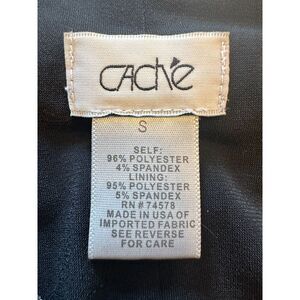 CACHÉ
S
SELF:
96% POLYESTER
4% SPANDEX
LINING:
95% POLYESTER
5% SPANDEX
RN # 74578
MADE IN USA OF
IMPORTED FABRIC
SEE REVERSE
FOR CARE